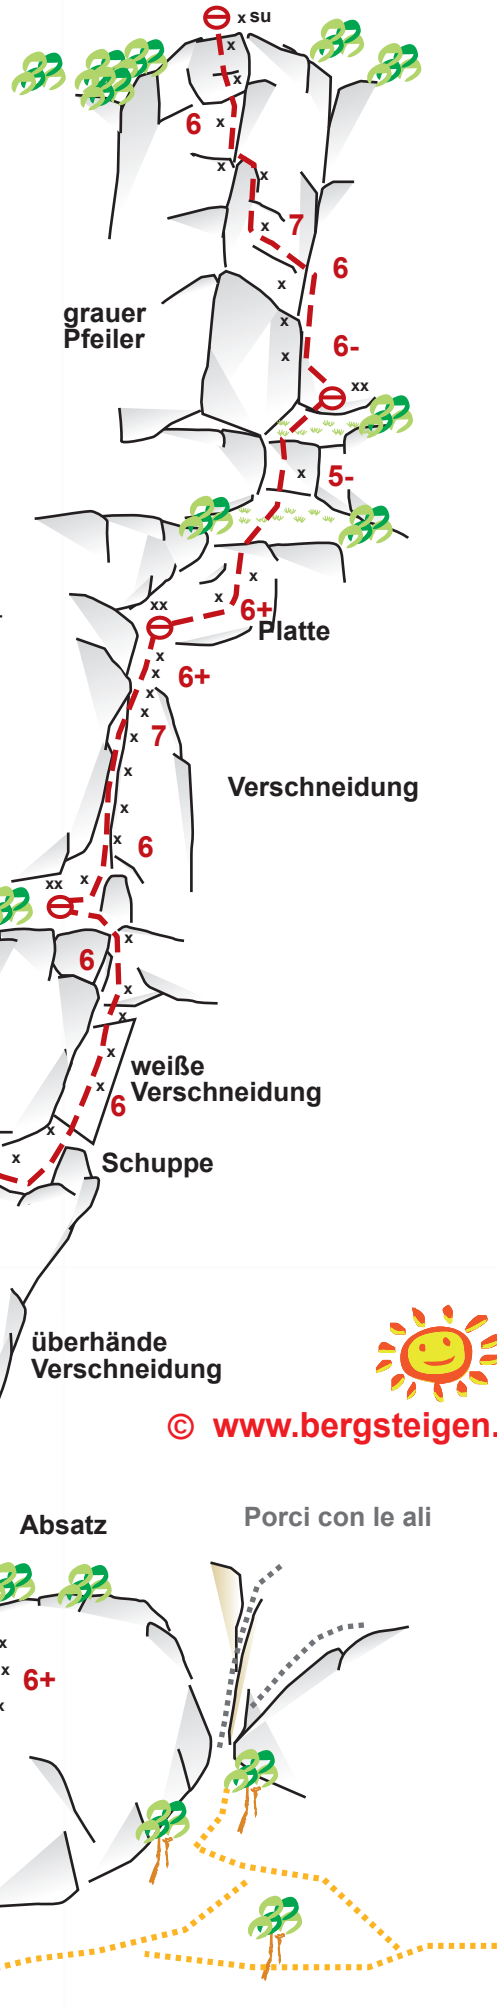 x su
x
x
6 x
x
x
x 7
6
x
grauer
Pfeiler
x
6-
x
xx
x 5-
x
xx
x 6+
Platte
x
x 6+
x
x
x 7
x
Verschneidung
x
x 6
xx x
x
6
x
x
x
weiße
x Verschneidung
6
x
Schuppe
x
überhände
Verschneidung
© www.bergsteigen.
Porci con le ali
Absatz
x
x 6+
x